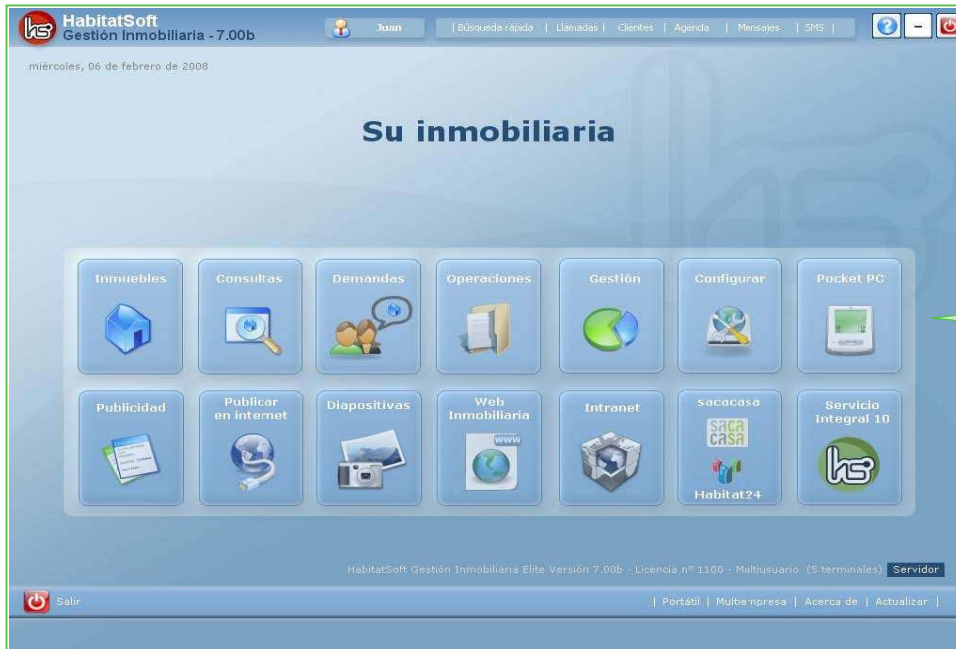 HabitatSoft
Gestión Inmobiliaria - 7.00b
Juan
| Búsqueda rápida | Llamadas | Clientes | Agenda | Mensajes | SMS |
miércoles, 06 de febrero de 2008
Su inmobiliaria
Inmuebles
Consultas
Demandas
Operaciones
Gestión
Configurar
Pocket PC
Publicidad
Publicar
en internet
Diapositivas
Web
Inmobiliaria
www
Intranet
sacacasa
saca
casa
Habitat24
Servicio
Integral 10
hs
HabitatSoft Gestión Inmobiliaria Elite Versión 7.00b - Licencia nº 1100 - Multiusuario (5 terminales) Servidor
Salir
| Portátil | Multiempresa | Acerca de | Actualizar |